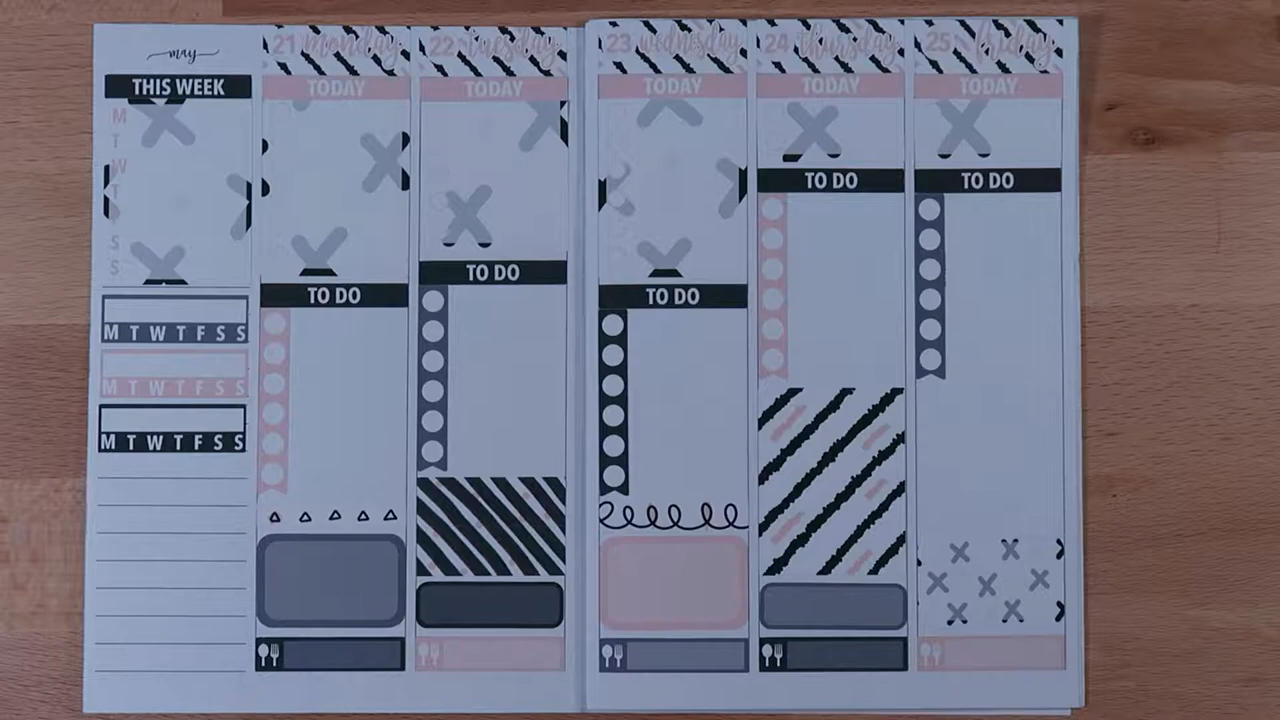 may
THIS WEEK
M
T
W
T
F
S
S
M T W T F S S
M T W T F S S
M T W T F S S
21 monday
TODAY
TO DO
22 tuesday
TODAY
TO DO
23 wednesday
TODAY
TO DO
24 thursday
TODAY
TO DO
25 friday
TODAY
TO DO